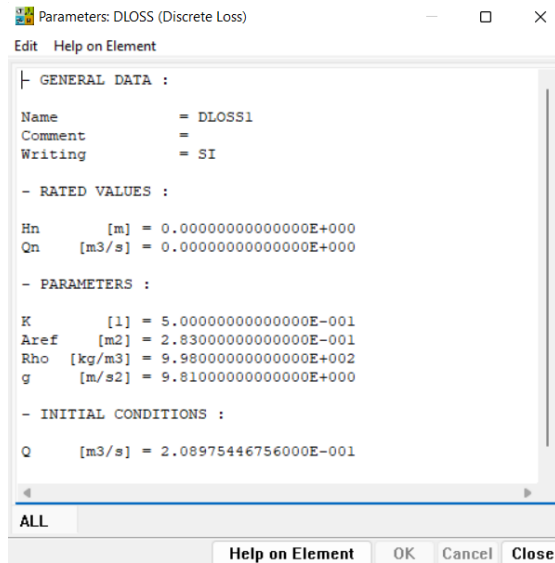 Parameters: DLOSS (Discrete Loss)
Edit Help on Element
- GENERAL DATA :
Name = DLOSS1
Comment =
Writing = SI
- RATED VALUES :
Hn [m] = 0.00000000000000E+000
Qn [m3/s] = 0.00000000000000E+000
- PARAMETERS :
K [1] = 5.00000000000000E-001
Aref [m2] = 2.83000000000000E-001
Rho [kg/m3] = 9.98000000000000E+002
g [m/s2] = 9.81000000000000E+000
- INITIAL CONDITIONS :
Q [m3/s] = 2.08975446756000E-001
ALL
Help on Element OK Cancel Close